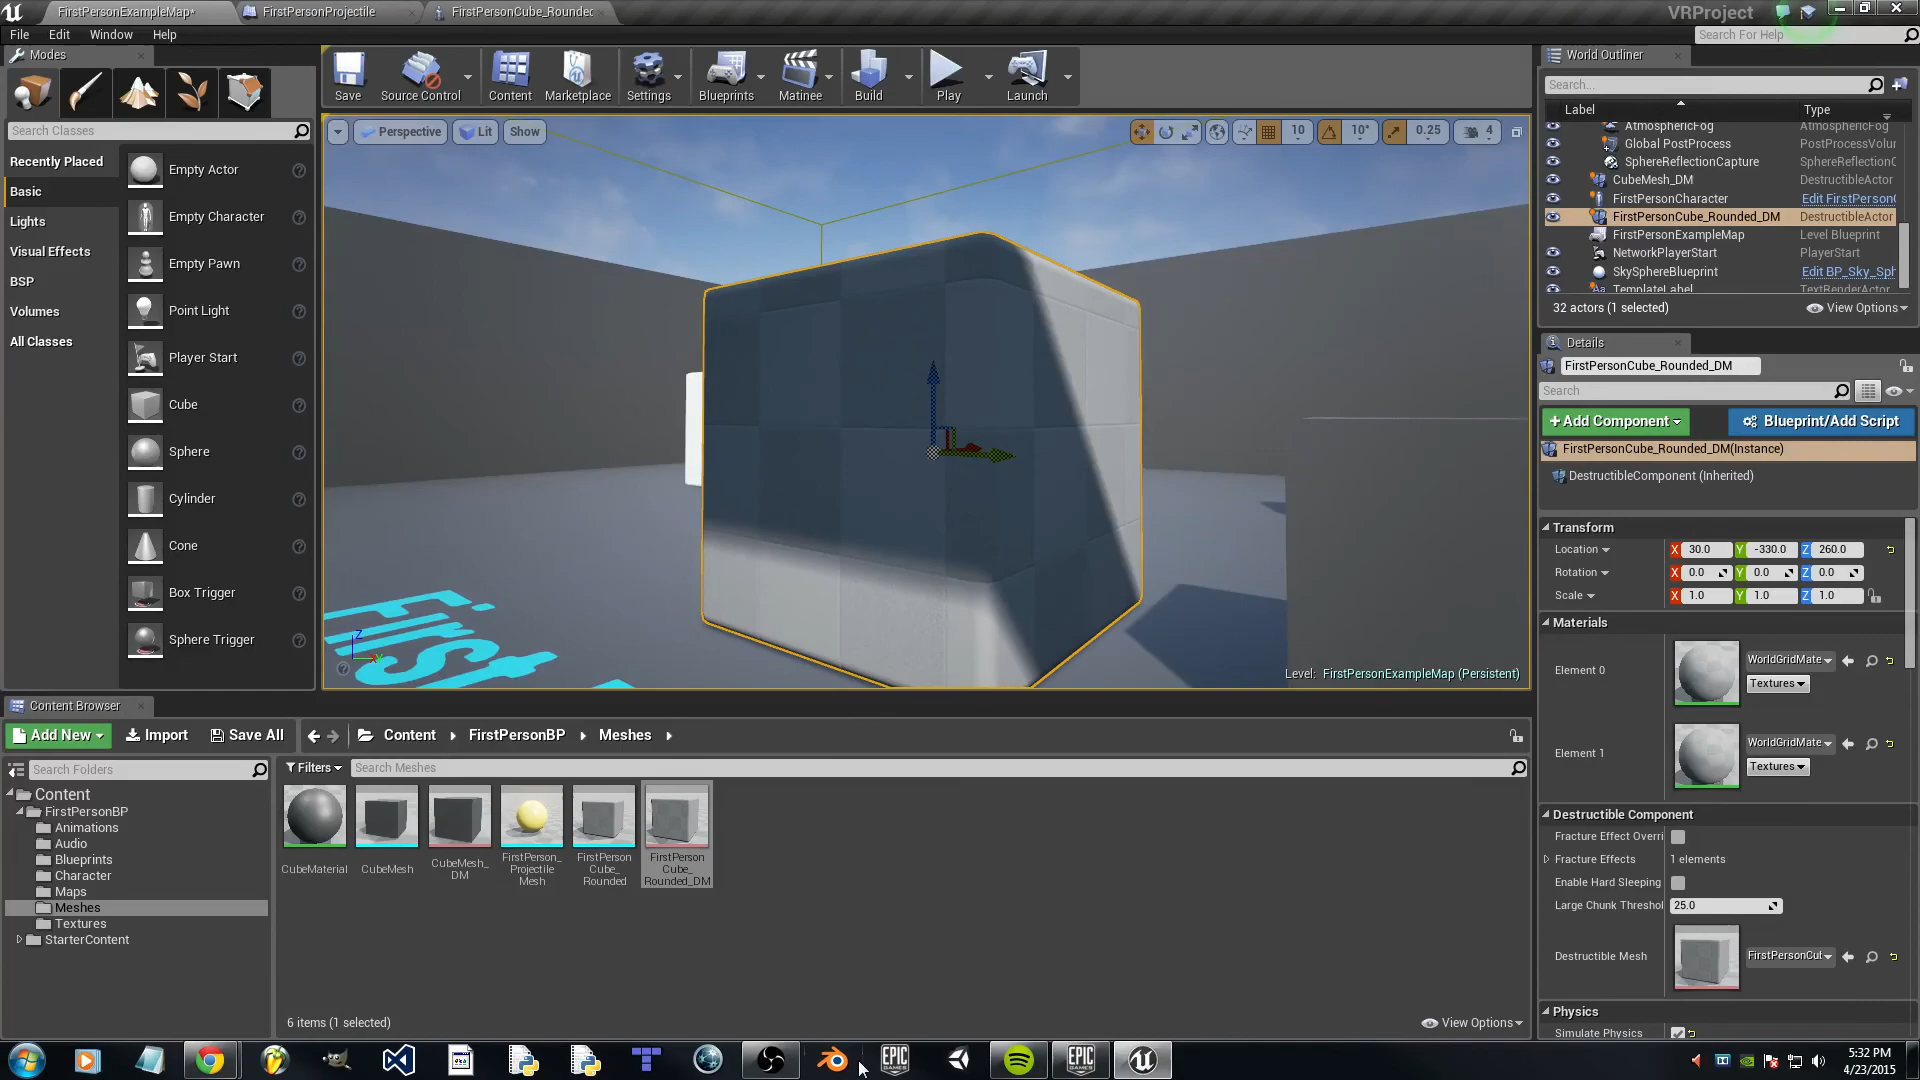 FirstPersonExampleMap*
FirstPersonProjectile
FirstPersonCube_Rounded
VRProject
File
Edit
Window
Help
Search For Help
Modes
Search Classes
Recently Placed
Basic
Lights
Visual Effects
BSP
Volumes
All Classes
Empty Actor
Empty Character
Empty Pawn
Point Light
Player Start
Cube
Sphere
Cylinder
Cone
Box Trigger
Sphere Trigger
Save
Source Control
Content
Marketplace
Settings
Blueprints
Matinee
Build
Play
Launch
Perspective
Lit
Show
10
10°
0.25
4
First
Z
Level: FirstPersonExampleMap (Persistent)
World Outliner
Search...
Label
Type
AtmosphericFog AtmosphericFog
Global PostProcess PostProcessVolur
SphereReflectionCapture SphereReflectionC
CubeMesh_DM DestructibleActor
FirstPersonCharacter Edit FirstPersonC
FirstPersonCube_Rounded_DM DestructibleActor
FirstPersonExampleMap Level Blueprint
NetworkPlayerStart PlayerStart
SkySphereBlueprint Edit BP_Sky_Sph
TemplateLabel TextRenderActor
32 actors (1 selected)
View Options
Details
FirstPersonCube_Rounded_DM
Search
+Add Component
Blueprint/Add Script
FirstPersonCube_Rounded_DM(Instance)
DestructibleComponent (Inherited)
Transform
Location X 30.0 Y -330.0 Z 260.0
Rotation X 0.0 Y 0.0 Z 0.0
Scale X 1.0 Y 1.0 Z 1.0
Materials
Element 0
WorldGridMate
Textures
Element 1
WorldGridMate
Textures
Destructible Component
Fracture Effect Overri
Fracture Effects 1 elements
Enable Hard Sleeping
Large Chunk Threshol 25.0
Destructible Mesh
FirstPersonCul
Physics
Simulate Physics
Content Browser
Add New
Import
Save All
Content
FirstPersonBP
Meshes
Search Folders
Filters
Search Meshes
Content
FirstPersonBP
Animations
Audio
Blueprints
Character
Maps
Meshes
Textures
StarterContent
CubeMaterial
CubeMesh
CubeMesh_
DM
FirstPerson_
Projectile
Mesh
FirstPerson
Cube_
Rounded
FirstPerson
Cube_
Rounded_DM
6 items (1 selected)
View Options
EPIC
GAMES
EPIC
GAMES
5:32 PM
4/23/2015